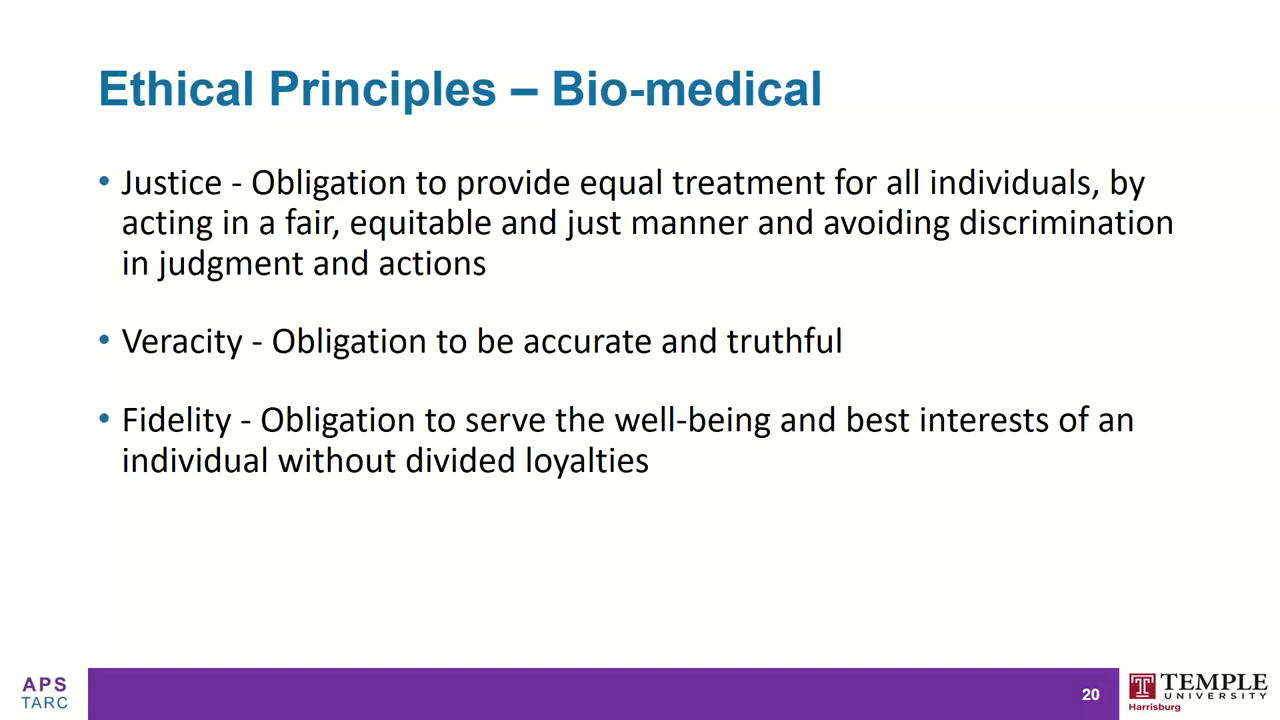 Ethical Principles – Bio-medical
• Justice - Obligation to provide equal treatment for all individuals, by
acting in a fair, equitable and just manner and avoiding discrimination
in judgment and actions
• Veracity - Obligation to be accurate and truthful
• Fidelity - Obligation to serve the well-being and best interests of an
individual without divided loyalties
APS
TARC
20
TEMPLE
UNIVERSITY
Harrisburg